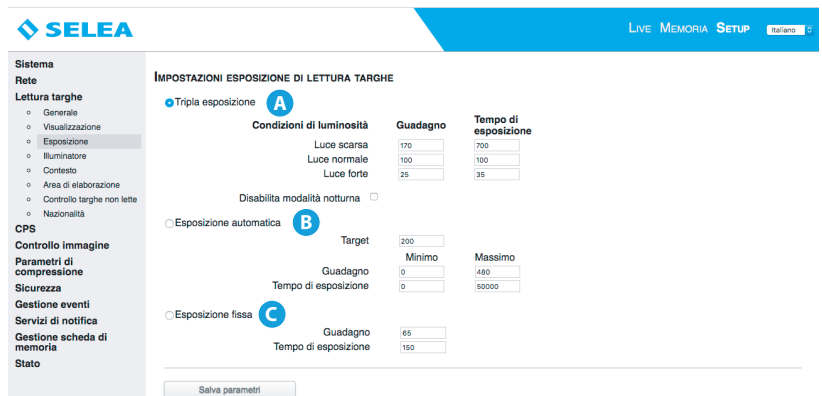 SELEA
Live Memoria Setup Italiano
Sistema
Rete
Lettura targhe
Generale
Visualizzazione
Esposizione
Illuminatore
Contesto
Area di elaborazione
Controllo targhe non lette
Nazionalità
CPS
Controllo immagine
Parametri di
compressione
Sicurezza
Gestione eventi
Servizi di notifica
Gestione scheda di
memoria
Stato
Impostazioni esposizione di lettura targhe
Tripla esposizione A
Condizioni di luminosità Guadagno Tempo di esposizione
Luce scarsa 170 700
Luce normale 100 100
Luce forte 25 35
Disabilita modalità notturna
Esposizione automatica B
Target 200
Minimo Massimo
Guadagno 0 480
Tempo di esposizione 0 50000
Esposizione fissa C
Guadagno 65
Tempo di esposizione 150
Salva parametri